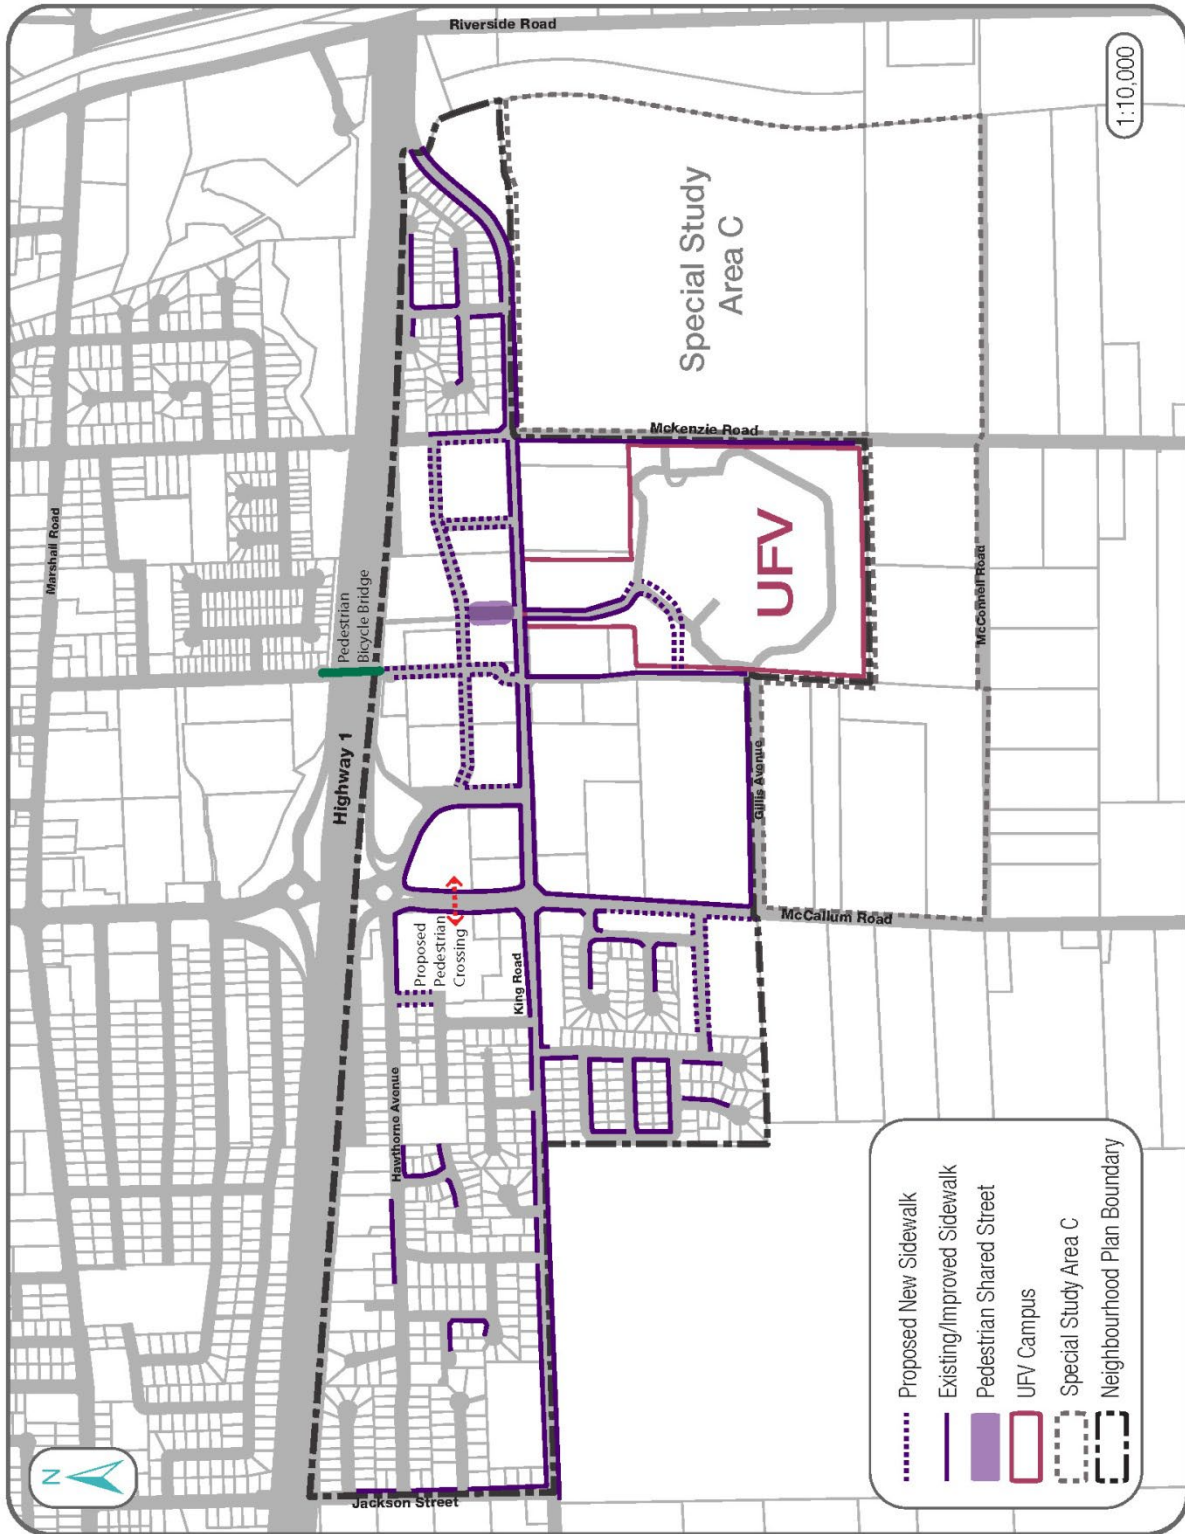 N
Riverside Road
Marshall Road
Pedestrian
Bicycle Bridge
Highway 1
Mckenzie Road
Special Study
Area C
UFV
Proposed
Pedestrian
Crossing
Hawthorne Avenue
King Road
Gillis Avenue
McCallum Road
McConnell Road
Jackson Street
Proposed New Sidewalk
Existing/Improved Sidewalk
Pedestrian Shared Street
UFV Campus
Special Study Area C
Neighbourhood Plan Boundary
1:10,000